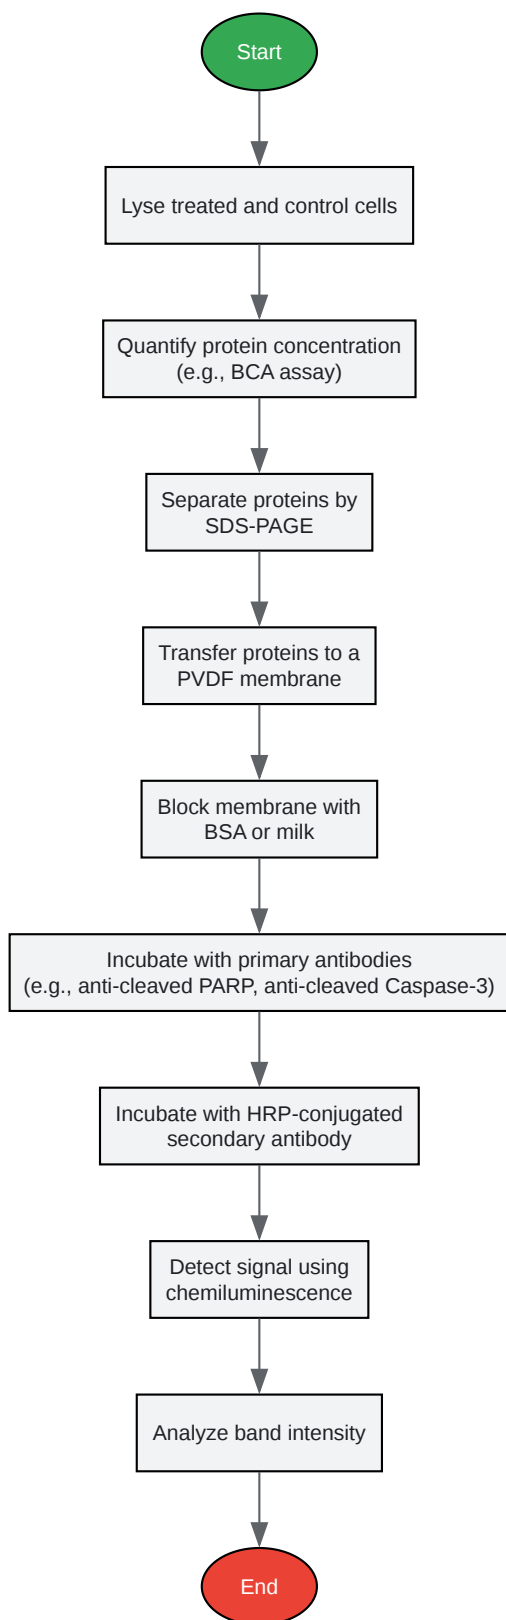 Start
Lyse treated and control cells
Quantify protein concentration
(e.g., BCA assay)
Separate proteins by
SDS-PAGE
Transfer proteins to a
PVDF membrane
Block membrane with
BSA or milk
Incubate with primary antibodies
(e.g., anti-cleaved PARP, anti-cleaved Caspase-3)
Incubate with HRP-conjugated
secondary antibody
Detect signal using
chemiluminescence
Analyze band intensity
End